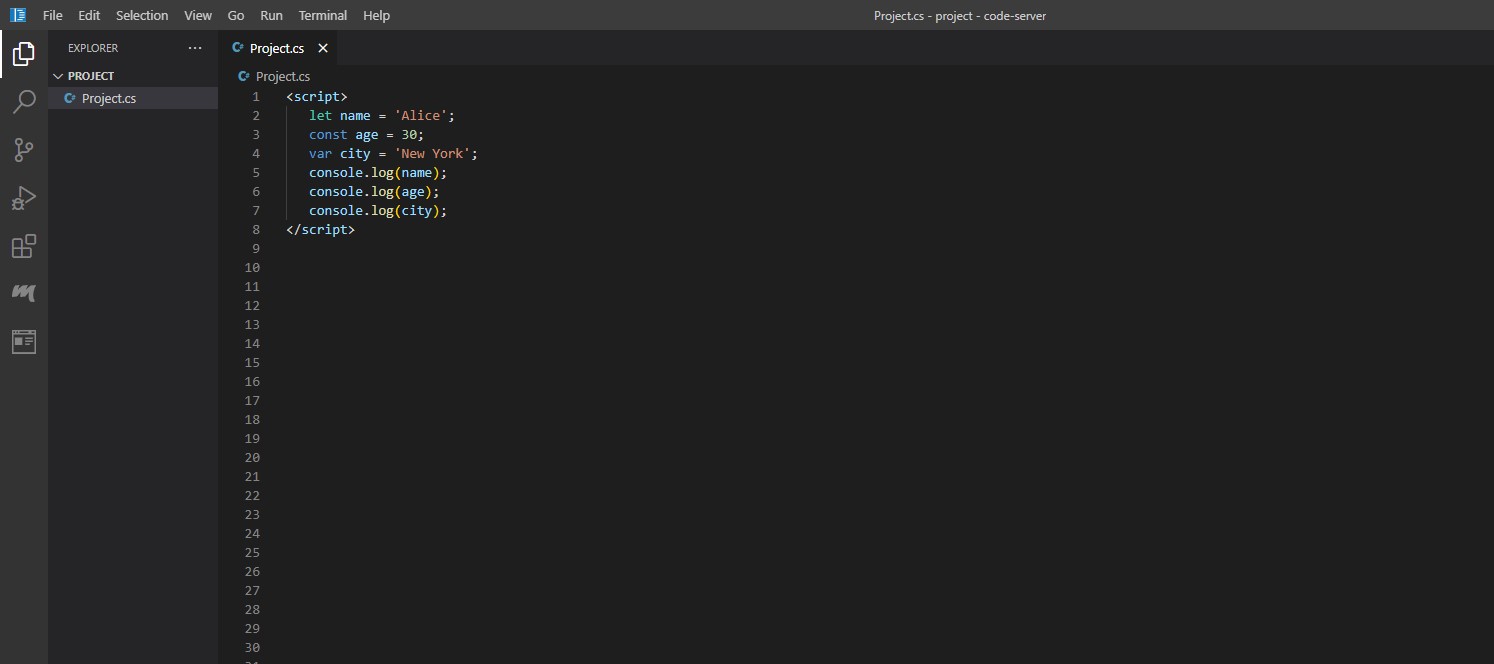 File Edit Selection View Go Run Terminal Help Project.cs - project - code-server
EXPLORER ···
PROJECT
C# Project.cs
C# Project.cs ×
C# Project.cs
1 <script>
2 let name = 'Alice';
3 const age = 30;
4 var city = 'New York';
5 console.log(name);
6 console.log(age);
7 console.log(city);
8 </script>
9
10
11
12
13
14
15
16
17
18
19
20
21
22
23
24
25
26
27
28
29
30